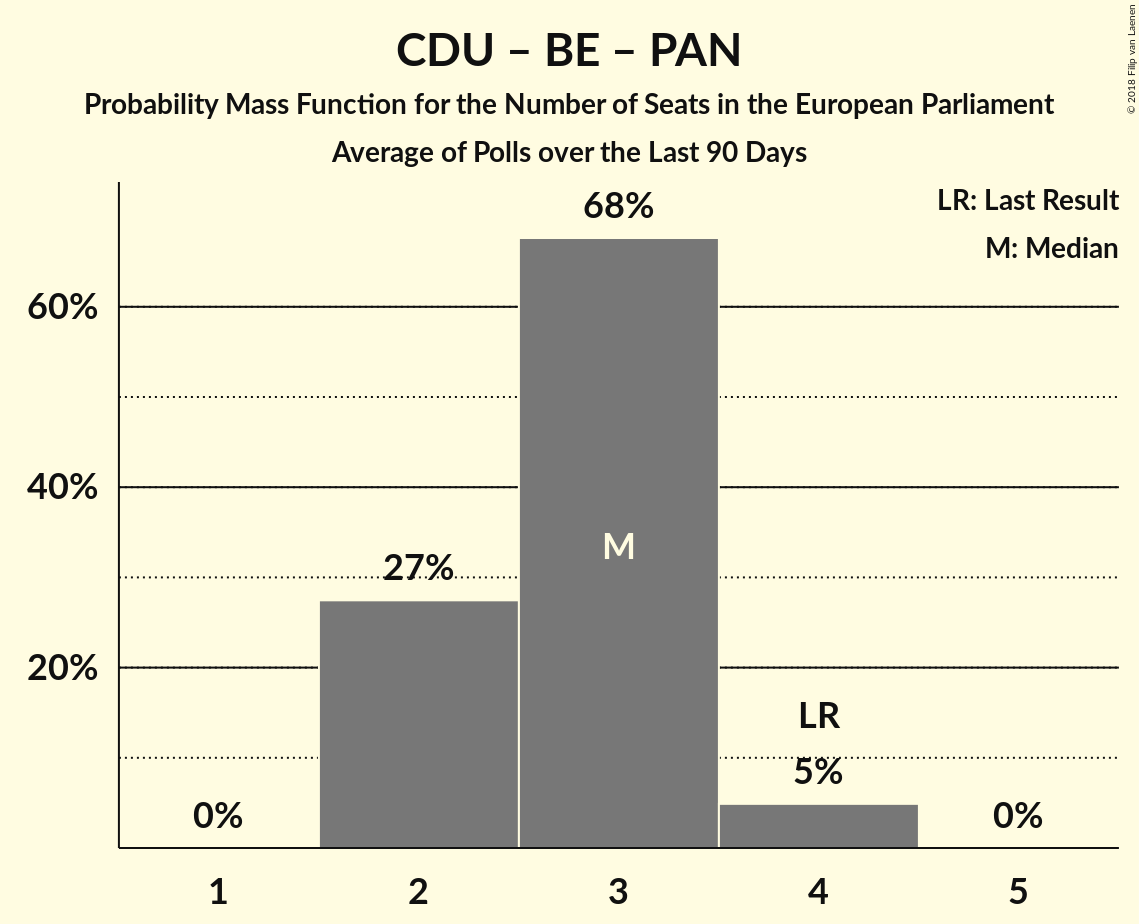 CDU – BE – PAN
Probability Mass Function for the Number of Seats in the European Parliament
Average of Polls over the Last 90 Days
© 2018 Filip van Laenen
LR: Last Result
M: Median
68%
60%
40%
20%
27%
M
LR
5%
0%
0%
1 2 3 4 5